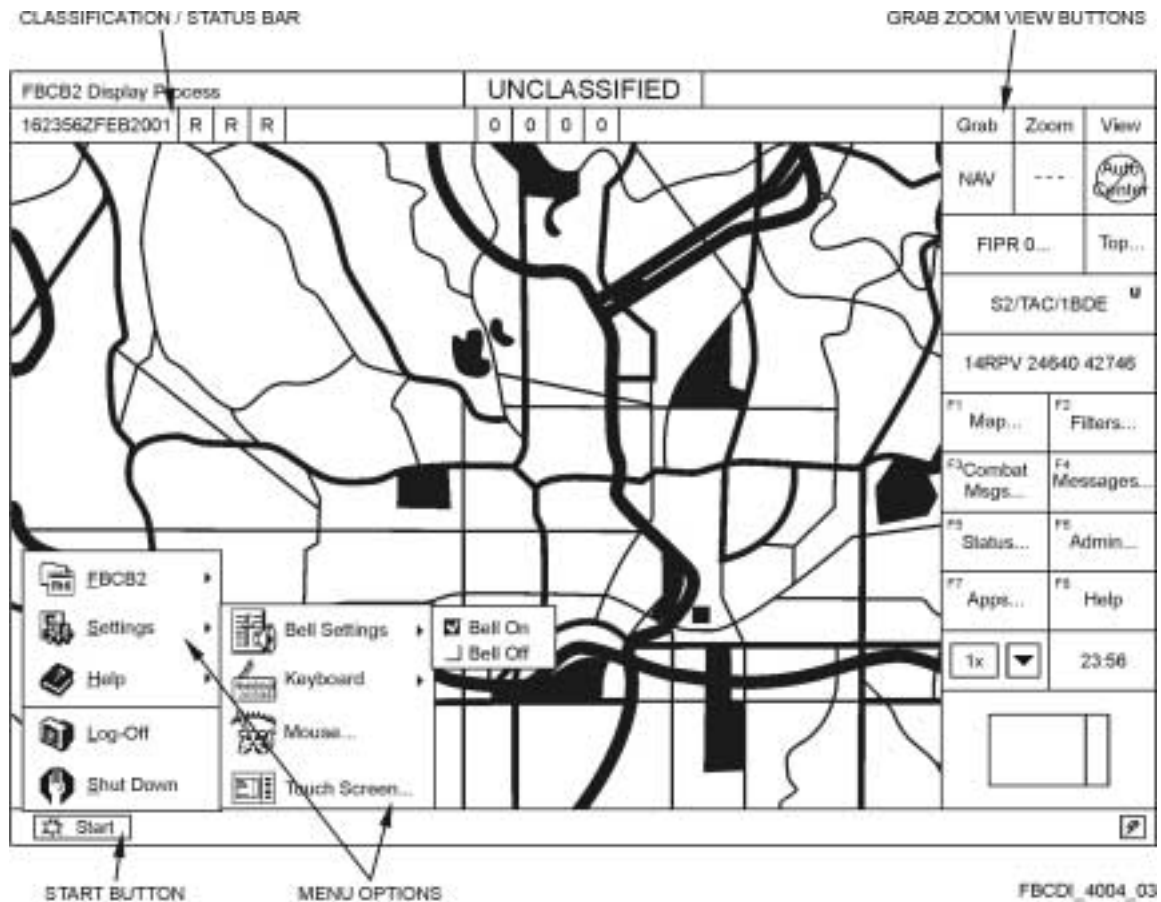 CLASSIFICATION / STATUS BAR
GRAB ZOOM VIEW BUTTONS
FBCB2 Display Process
UNCLASSIFIED
162356ZFEB2001 R R R
0 0 0 0
Grab Zoom View
NAV
- - -
Auto Center
FIPR 0...
Top...
S2/TAC/1BDE U
14RPV 24640 42746
F1 Map...
F2 Filters...
F3 Combat Msgs...
F4 Messages...
F5 Status...
F6 Admin...
F7 Apps...
F8 Help
1x
23:56
FBCB2
Settings
Help
Log-Off
Shut Down
Bell Settings
Keyboard
Mouse...
Touch Screen...
Bell On
Bell Off
Start
START BUTTON
MENU OPTIONS
FBCDI_4004_03